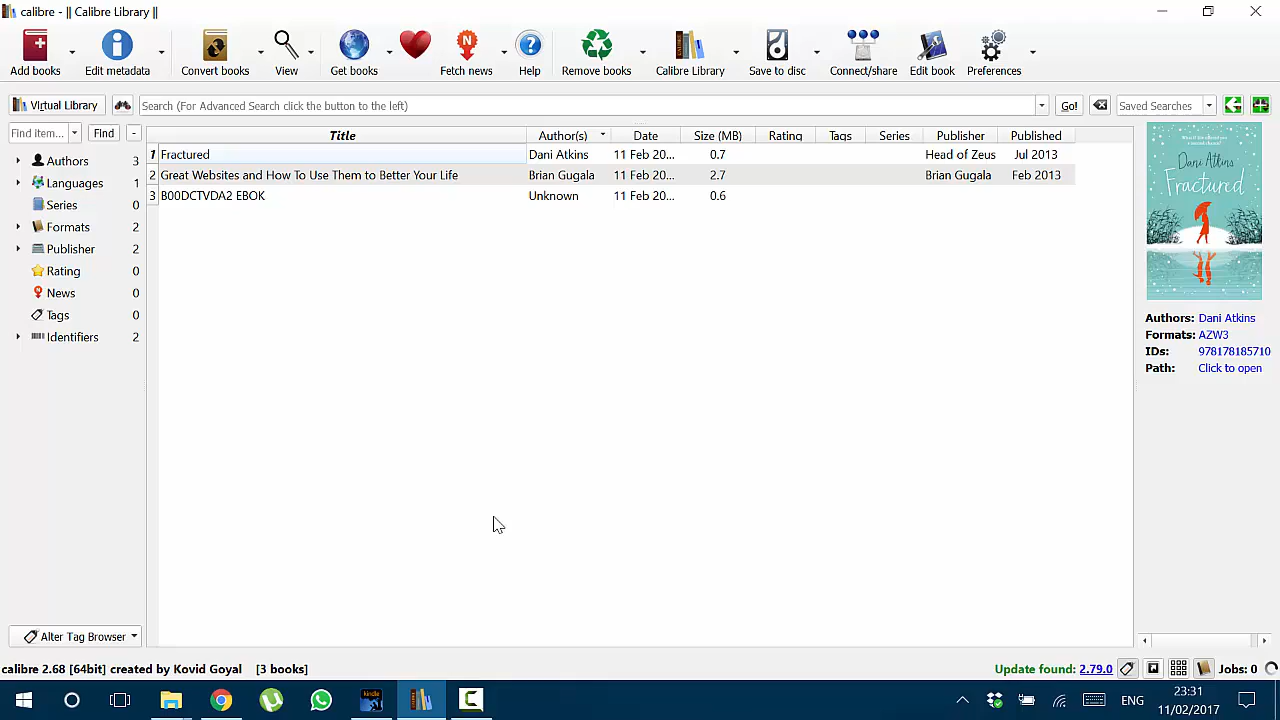 calibre - || Calibre Library ||
Add books Edit metadata Convert books View Get books Fetch news Help Remove books Calibre Library Save to disc Connect/share Edit book Preferences
Virtual Library Search (For Advanced Search click the button to the left) Go! Saved Searches
Find item... Find -
Title Author(s) Date Size (MB) Rating Tags Series Publisher Published
1 Fractured Dani Atkins 11 Feb 20... 0.7 Head of Zeus Jul 2013
2 Great Websites and How To Use Them to Better Your Life Brian Gugala 11 Feb 20... 2.7 Brian Gugala Feb 2013
3 B00DCTVDA2 EBOK Unknown 11 Feb 20... 0.6
Authors 3
Languages 1
Series 0
Formats 2
Publisher 2
Rating 0
News 0
Tags 0
Identifiers 2
Dani Atkins
Fractured
Authors: Dani Atkins
Formats: AZW3
IDs: 978178185710
Path: Click to open
Alter Tag Browser
calibre 2.68 [64bit] created by Kovid Goyal [3 books]
Update found: 2.79.0 Jobs: 0
kindle
ENG
23:31
11/02/2017